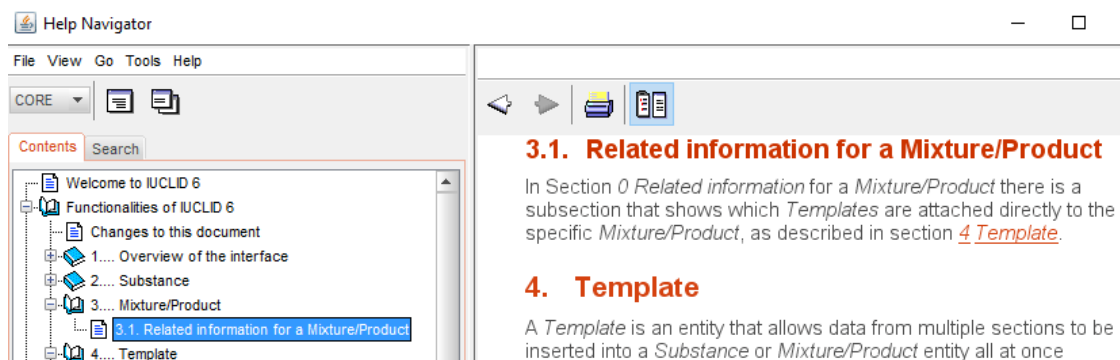 Help Navigator
File View Go Tools Help
CORE
Contents Search
Welcome to IUCLID 6
Functionalities of IUCLID 6
Changes to this document
1.... Overview of the interface
2.... Substance
3.... Mixture/Product
3.1. Related information for a Mixture/Product
4.... Template
3.1. Related information for a Mixture/Product
In Section 0 Related information for a Mixture/Product there is a
subsection that shows which Templates are attached directly to the
specific Mixture/Product, as described in section 4 Template.
4. Template
A Template is an entity that allows data from multiple sections to be
inserted into a Substance or Mixture/Product entity all at once